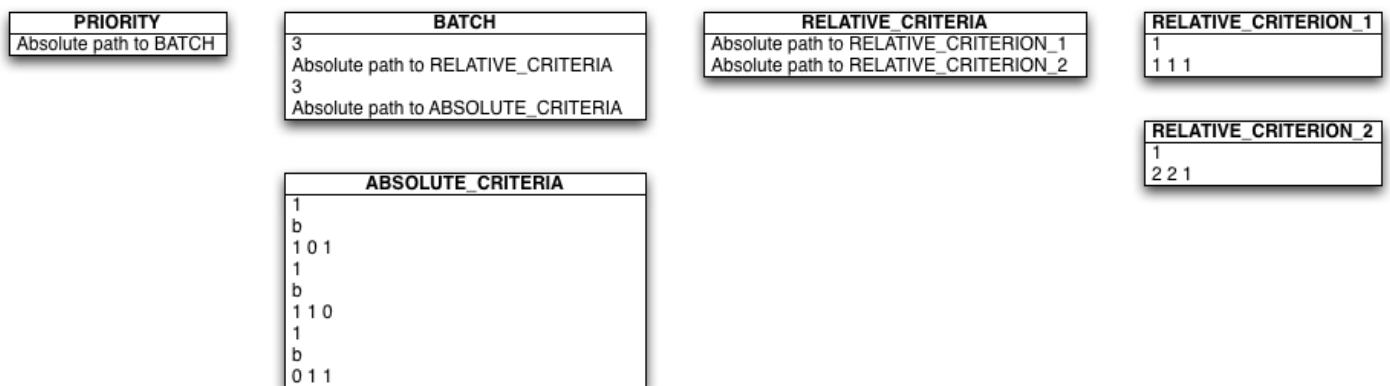 PRIORITY
Absolute path to BATCH
BATCH
3
Absolute path to RELATIVE_CRITERIA
3
Absolute path to ABSOLUTE_CRITERIA
RELATIVE_CRITERIA
Absolute path to RELATIVE_CRITERION_1
Absolute path to RELATIVE_CRITERION_2
RELATIVE_CRITERION_1
1
1 1 1
RELATIVE_CRITERION_2
1
2 2 1
ABSOLUTE_CRITERIA
1
b
1 0 1
1
b
1 1 0
1
b
0 1 1